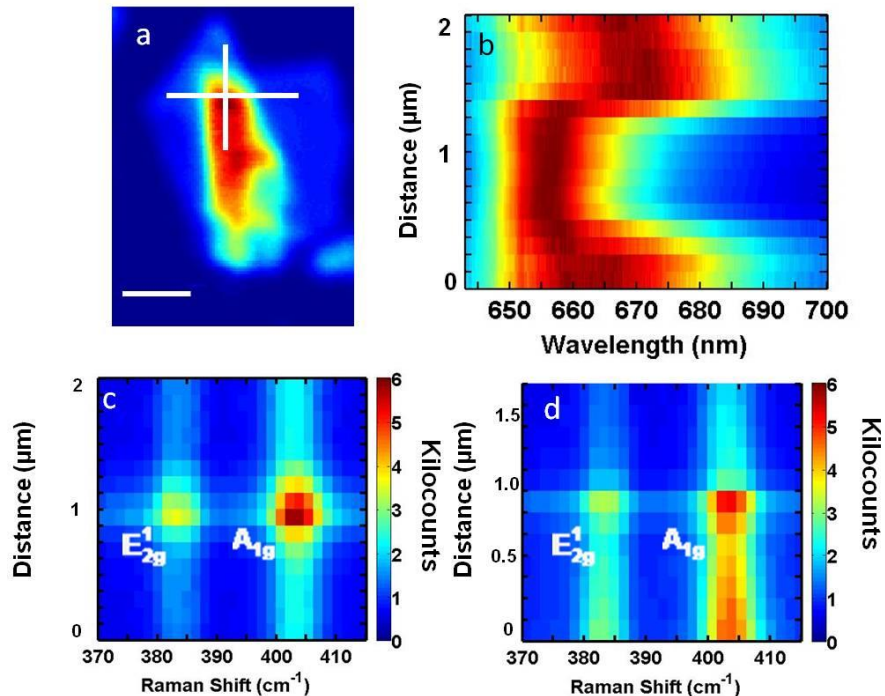 a
b
Distance (µm)
2
1
0
650 660 670 680 690 700
Wavelength (nm)
c
Distance (µm)
2
1
0
E¹₂g
A₁g
370 380 390 400 410
Raman Shift (cm⁻¹)
6
5
4
3
2
1
0
Kilocounts
d
Distance (µm)
1.5
1.0
0.5
0
E¹₂g
A₁g
370 380 390 400 410
Raman Shift (cm⁻¹)
6
5
4
3
2
1
0
Kilocounts